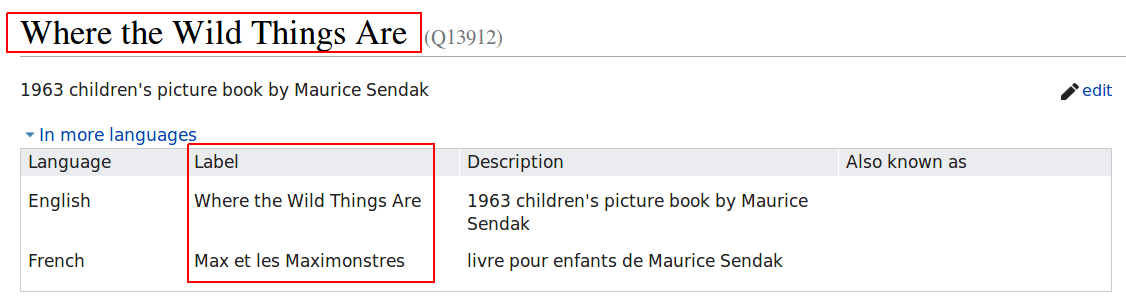 Where the Wild Things Are (Q13912)
1963 children's picture book by Maurice Sendak
edit
In more languages
Language Label Description Also known as
English Where the Wild Things Are 1963 children's picture book by Maurice
Sendak
French Max et les Maximonstres livre pour enfants de Maurice Sendak